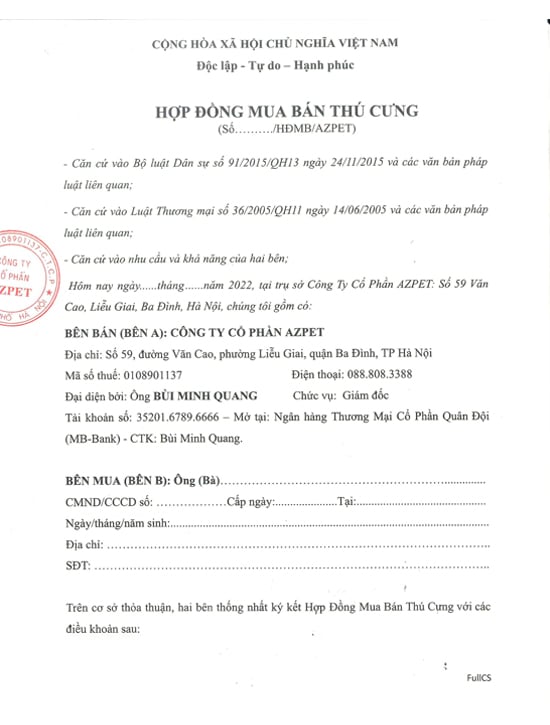 CỘNG HÒA XÃ HỘI CHỦ NGHĨA VIỆT NAM
Độc lập - Tự do – Hạnh phúc
HỢP ĐỒNG MUA BÁN THÚ CƯNG
(Số........../HĐMB/AZPET)
- Căn cứ vào Bộ luật Dân sự số 91/2015/QH13 ngày 24/11/2015 và các văn bản pháp
luật liên quan;
- Căn cứ vào Luật Thương mại số 36/2005/QH11 ngày 14/06/2005 và các văn bản pháp
luật liên quan;
- Căn cứ vào nhu cầu và khả năng của hai bên;
Hôm nay ngày......tháng......năm 2022, tại trụ sở Công Ty Cổ Phần AZPET: Số 59 Văn
Cao, Liễu Giai, Ba Đình, Hà Nội, chúng tôi gồm có:
0108901137-C.T.C.P
CÔNG TY
CỔ PHẦN
AZPET
PHỐ HÀ NỘI
BÊN BÁN (BÊN A): CÔNG TY CỔ PHẦN AZPET
Địa chỉ: Số 59, đường Văn Cao, phường Liễu Giai, quận Ba Đình, TP Hà Nội
Mã số thuế: 0108901137 Điện thoại: 088.808.3388
Đại diện bởi: Ông BÙI MINH QUANG Chức vụ: Giám đốc
Tài khoản số: 35201.6789.6666 – Mở tại: Ngân hàng Thương Mại Cổ Phần Quân Đội
(MB-Bank) - CTK: Bùi Minh Quang.
BÊN MUA (BÊN B): Ông (Bà)..................................................................
CMND/CCCD số: ..................Cấp ngày:......................Tại:..............................
Ngày/tháng/năm sinh:.....................................................................................
Địa chỉ: ........................................................................................................
SĐT: ............................................................................................................
Trên cơ sở thỏa thuận, hai bên thống nhất ký kết Hợp Đồng Mua Bán Thú Cưng với các
điều khoản sau:
FullCS